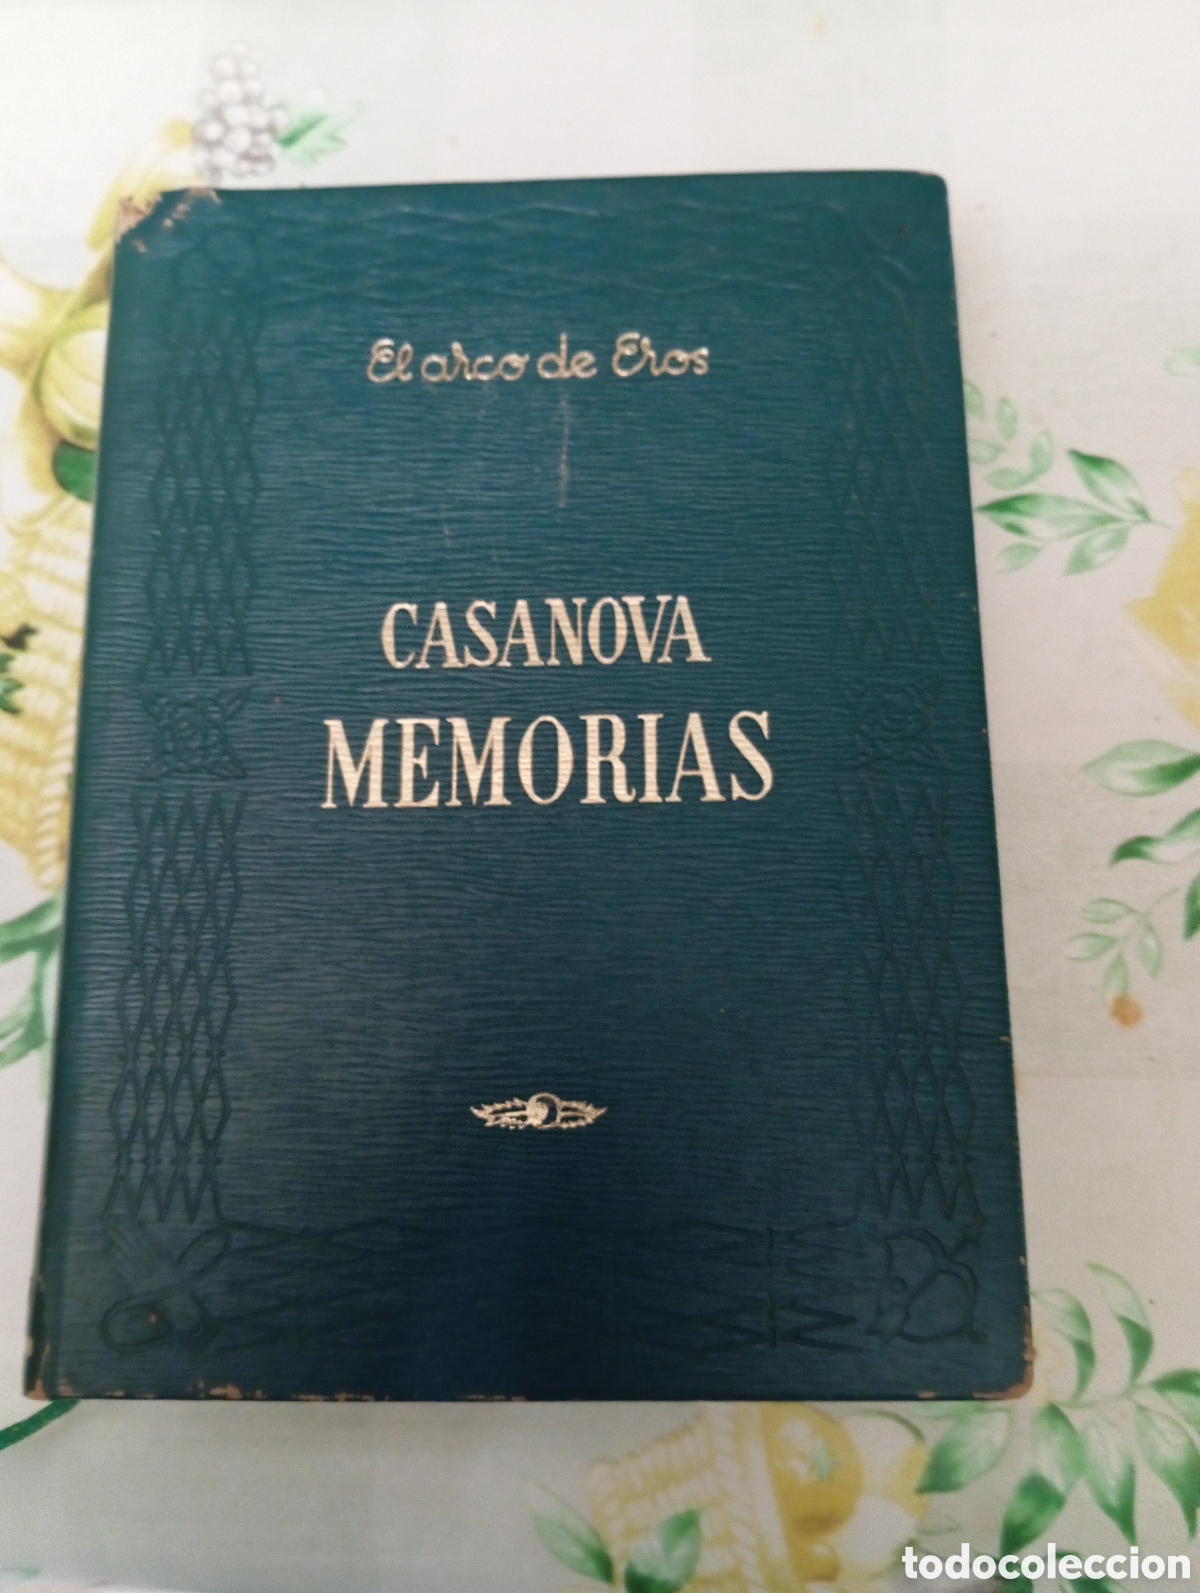 El arco de Eros
CASANOVA
MEMORIAS
todocoleccion